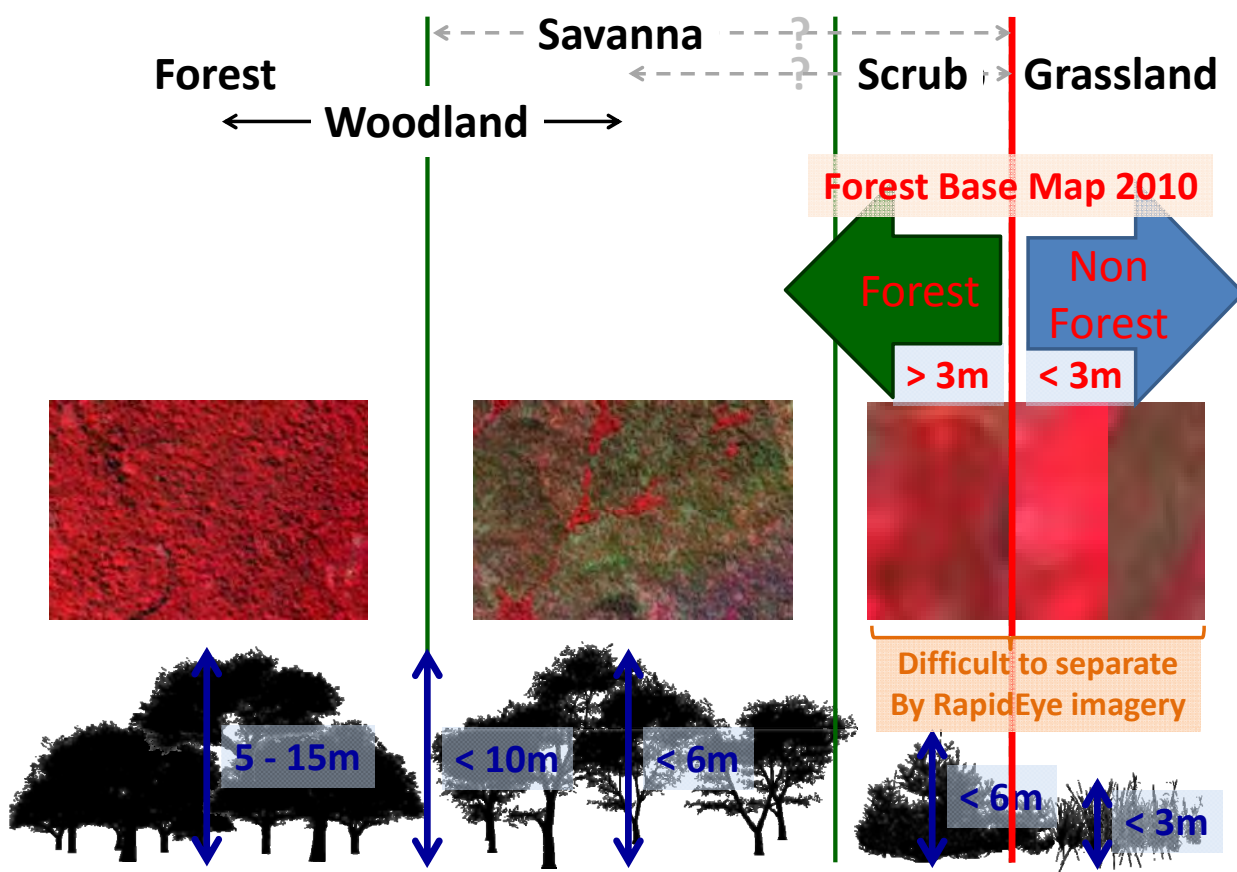 Savanna
?
?
Forest
Scrub
Grassland
Woodland
Forest Base Map 2010
Forest
Non
Forest
> 3m
< 3m
Difficult to separate
By RapidEye imagery
5 - 15m
< 10m
< 6m
< 6m
< 3m